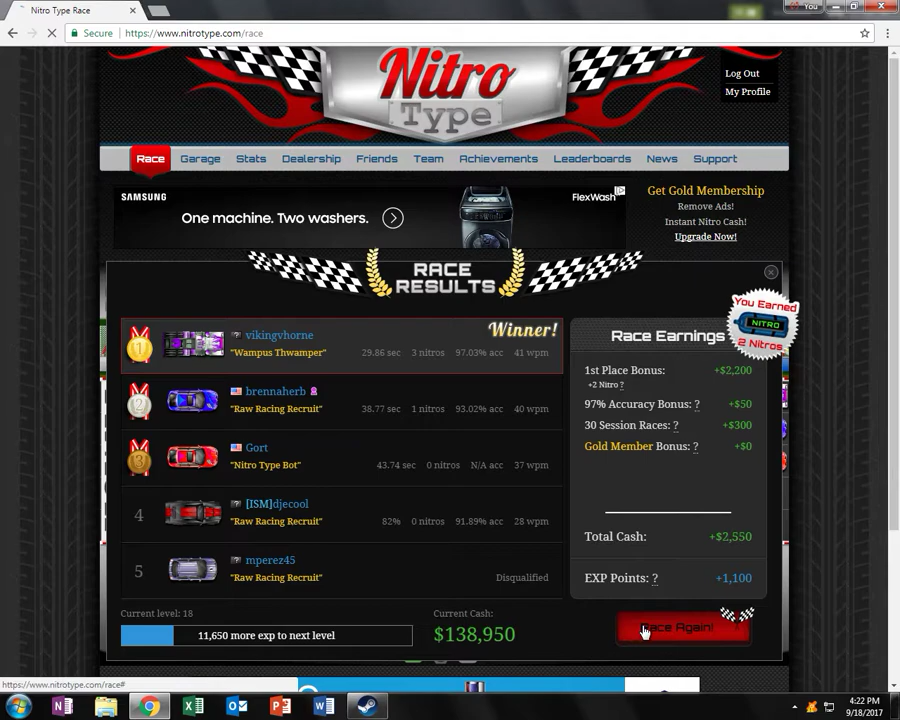 Nitro Type Race
You
Secure
https://www.nitrotype.com/race
Nitro
Type
Log Out
My Profile
Race
Garage
Stats
Dealership
Friends
Team
Achievements
Leaderboards
News
Support
SAMSUNG
One machine. Two washers.
FlexWash
Get Gold Membership
Remove Ads!
Instant Nitro Cash!
Upgrade Now!
RACE
RESULTS
You Earned
NITRO
2 Nitros
Winner!
1
? vikingvhorne
"Wampus Thwamper" 29.86 sec 3 nitros 97.03% acc 41 wpm
2
brennaherb
"Raw Racing Recruit" 38.77 sec 1 nitros 93.02% acc 40 wpm
3
Gort
"Nitro Type Bot" 43.74 sec 0 nitros N/A acc 37 wpm
4
? [ISM]djecool
"Raw Racing Recruit" 82% 0 nitros 91.89% acc 28 wpm
5
? mperez45
"Raw Racing Recruit" Disqualified
Race Earnings
1st Place Bonus: +$2,200
+2 Nitro ?
97% Accuracy Bonus: ? +$50
30 Session Races: ? +$300
Gold Member Bonus: ? +$0
Total Cash: +$2,550
EXP Points: ? +1,100
Current level: 18
11,650 more exp to next level
Current Cash:
$138,950
Race Again!
https://www.nitrotype.com/race#
4:22 PM
9/18/2017